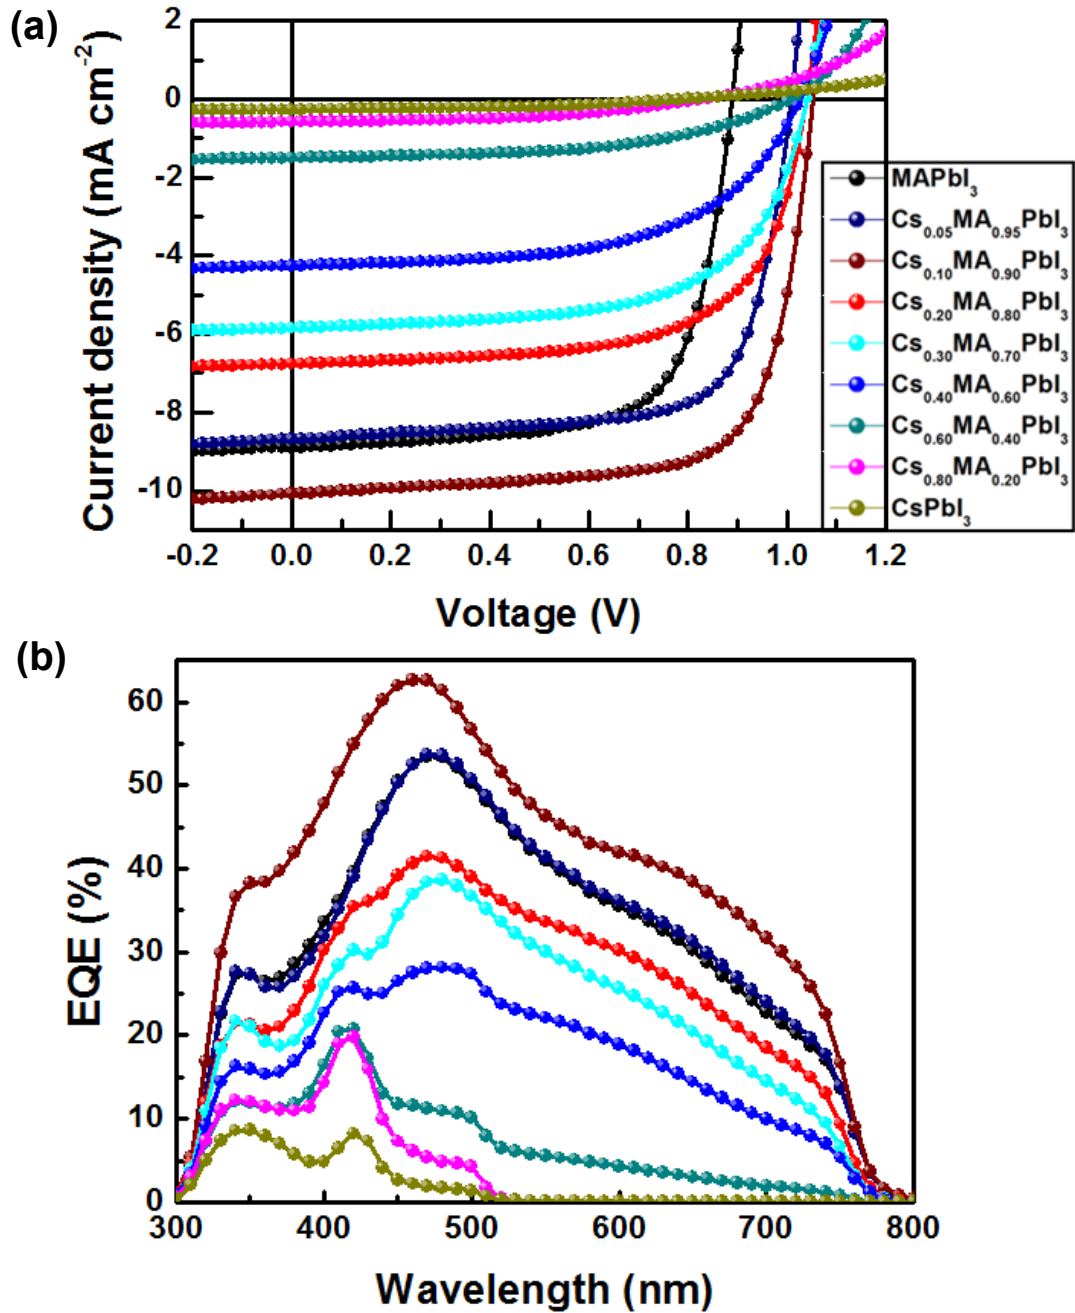 (a)
2
0
-2
-4
-6
-8
-10
Current density (mA cm⁻²)
-0.2 0.0 0.2 0.4 0.6 0.8 1.0 1.2
Voltage (V)
MAPbI₃
Cs₀.₀₅MA₀.₉₅PbI₃
Cs₀.₁₀MA₀.₉₀PbI₃
Cs₀.₂₀MA₀.₈₀PbI₃
Cs₀.₃₀MA₀.₇₀PbI₃
Cs₀.₄₀MA₀.₆₀PbI₃
Cs₀.₆₀MA₀.₄₀PbI₃
Cs₀.₈₀MA₀.₂₀PbI₃
CsPbI₃
(b)
60
50
40
30
20
10
0
EQE (%)
300 400 500 600 700 800
Wavelength (nm)